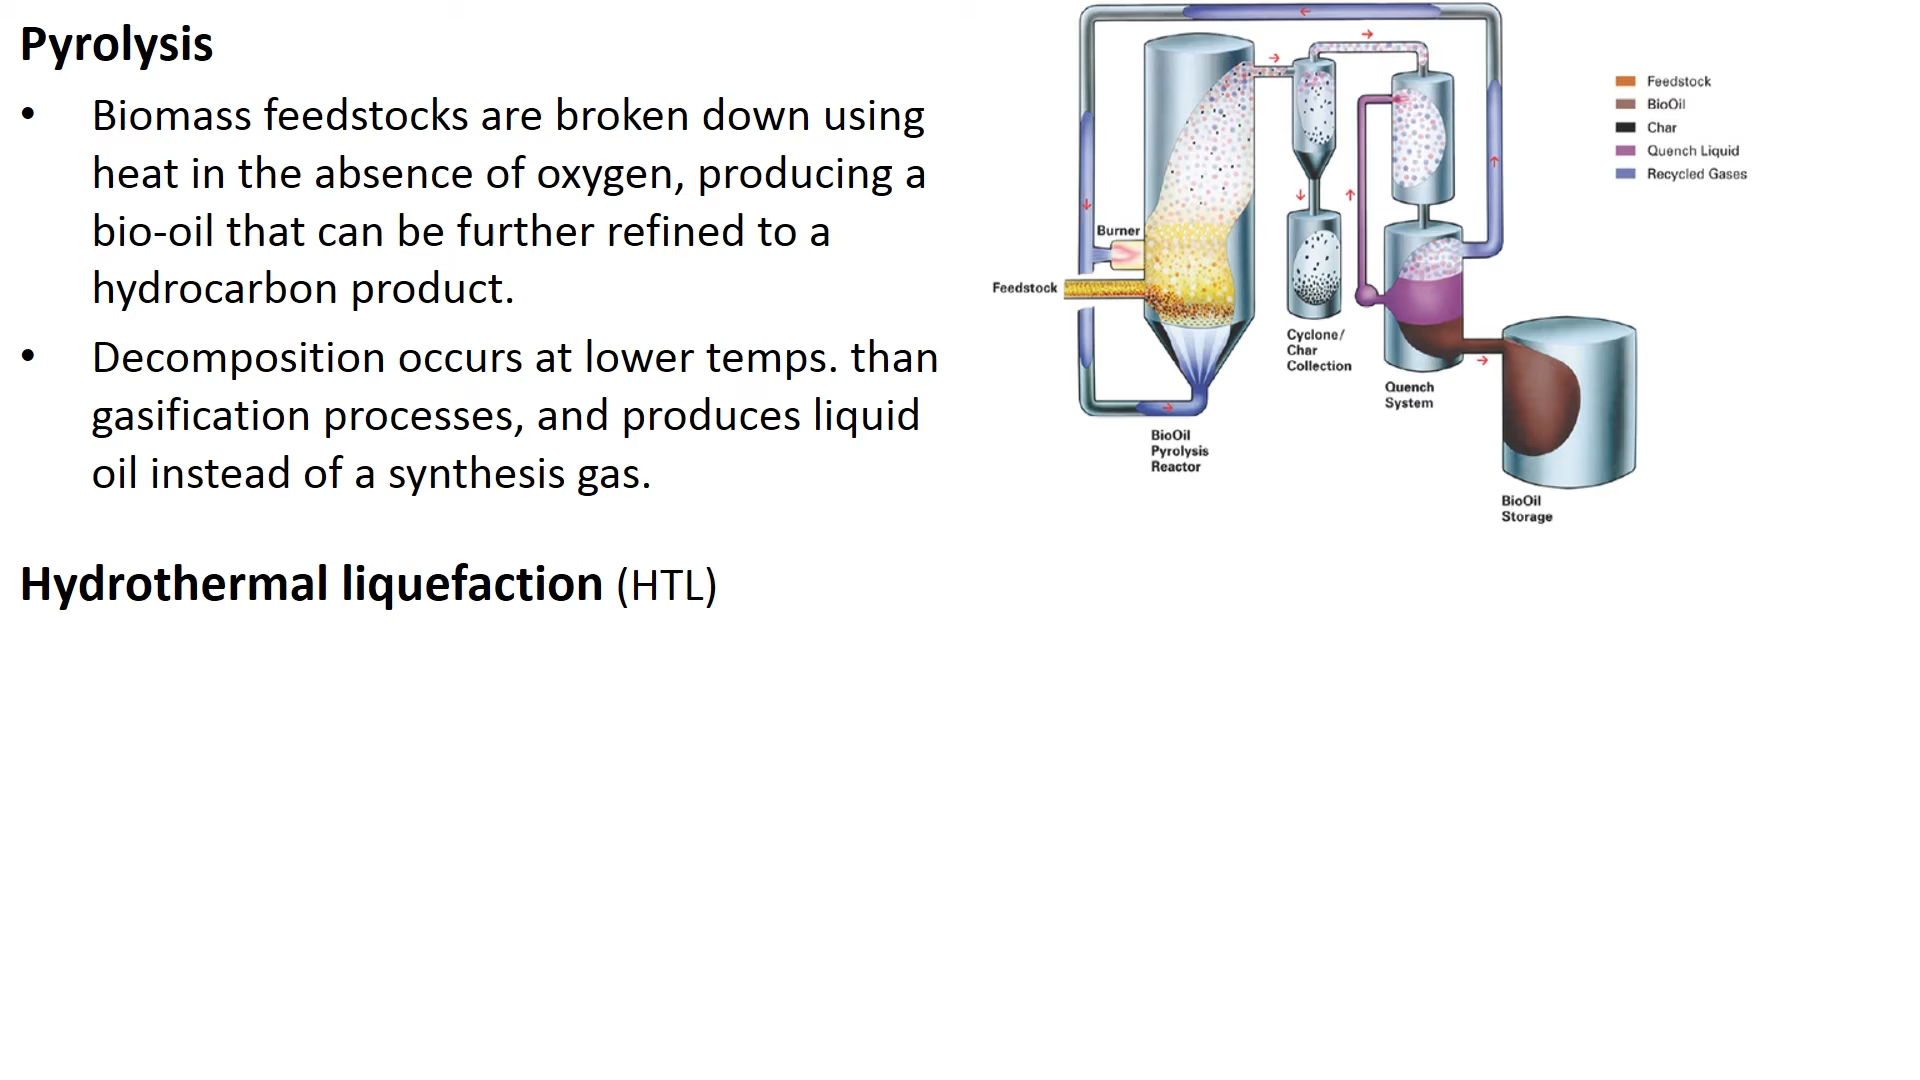 Pyrolysis
• Biomass feedstocks are broken down using
heat in the absence of oxygen, producing a
bio-oil that can be further refined to a
hydrocarbon product.
• Decomposition occurs at lower temps. than
gasification processes, and produces liquid
oil instead of a synthesis gas.
Hydrothermal liquefaction (HTL)
Burner
Feedstock
BioOil
Pyrolysis
Reactor
Cyclone/
Char
Collection
Quench
System
BioOil
Storage
Feedstock
BioOil
Char
Quench Liquid
Recycled Gases